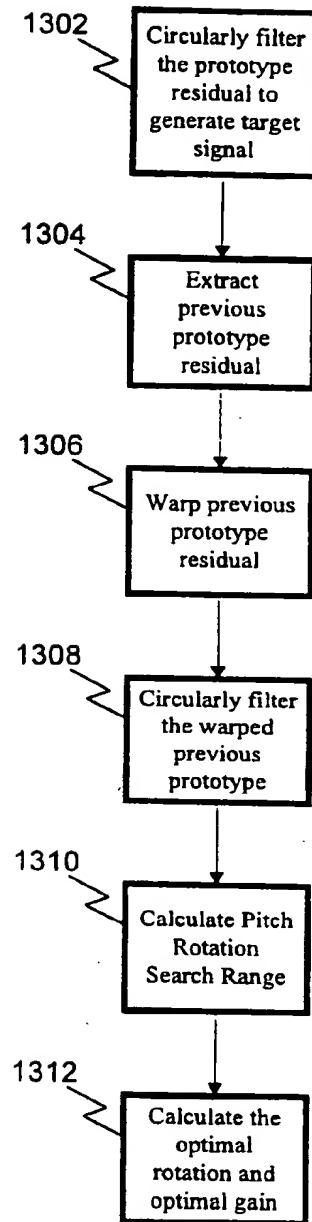 1302
Circularly filter
the prototype
residual to
generate target
signal
1304
Extract
previous
prototype
residual
1306
Warp previous
prototype
residual
1308
Circularly filter
the warped
previous
prototype
1310
Calculate Pitch
Rotation
Search Range
1312
Calculate the
optimal
rotation and
optimal gain